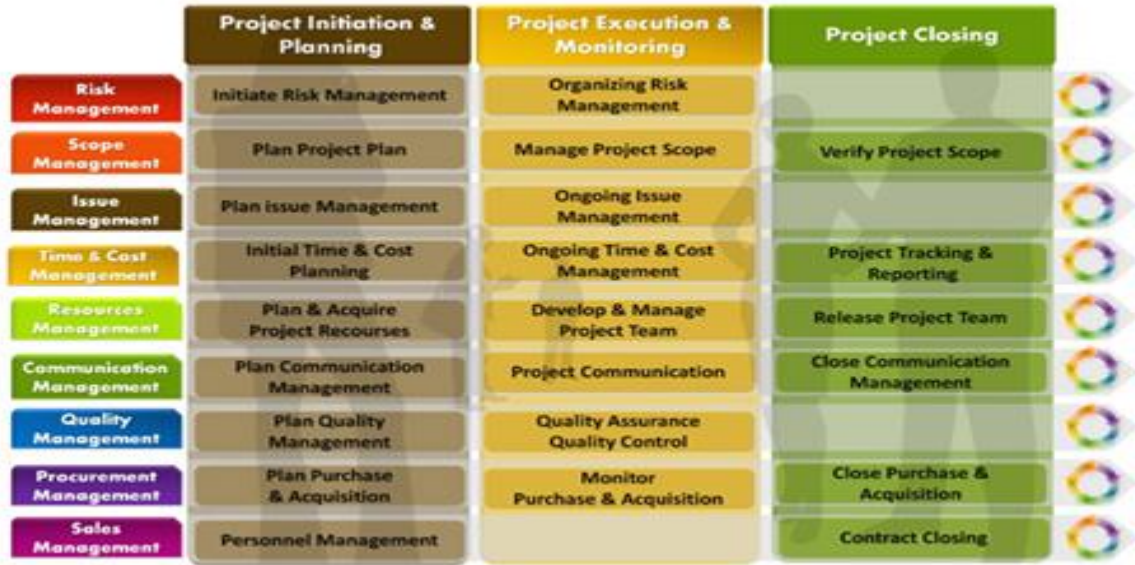 Project Initiation &
Planning
Project Execution &
Monitoring
Project Closing
Risk
Management
Initiate Risk Management
Organizing Risk
Management
Scope
Management
Plan Project Plan
Manage Project Scope
Verify Project Scope
Issue
Management
Plan issue Management
Ongoing Issue
Management
Time & Cost
Management
Initial Time & Cost
Planning
Ongoing Time & Cost
Management
Project Tracking &
Reporting
Resources
Management
Plan & Acquire
Project Recourses
Develop & Manage
Project Team
Release Project Team
Communication
Management
Plan Communication
Management
Project Communication
Close Communication
Management
Quality
Management
Plan Quality
Management
Quality Assurance
Quality Control
Procurement
Management
Plan Purchase
& Acquisition
Monitor
Purchase & Acquisition
Close Purchase &
Acquisition
Sales
Management
Personnel Management
Contract Closing